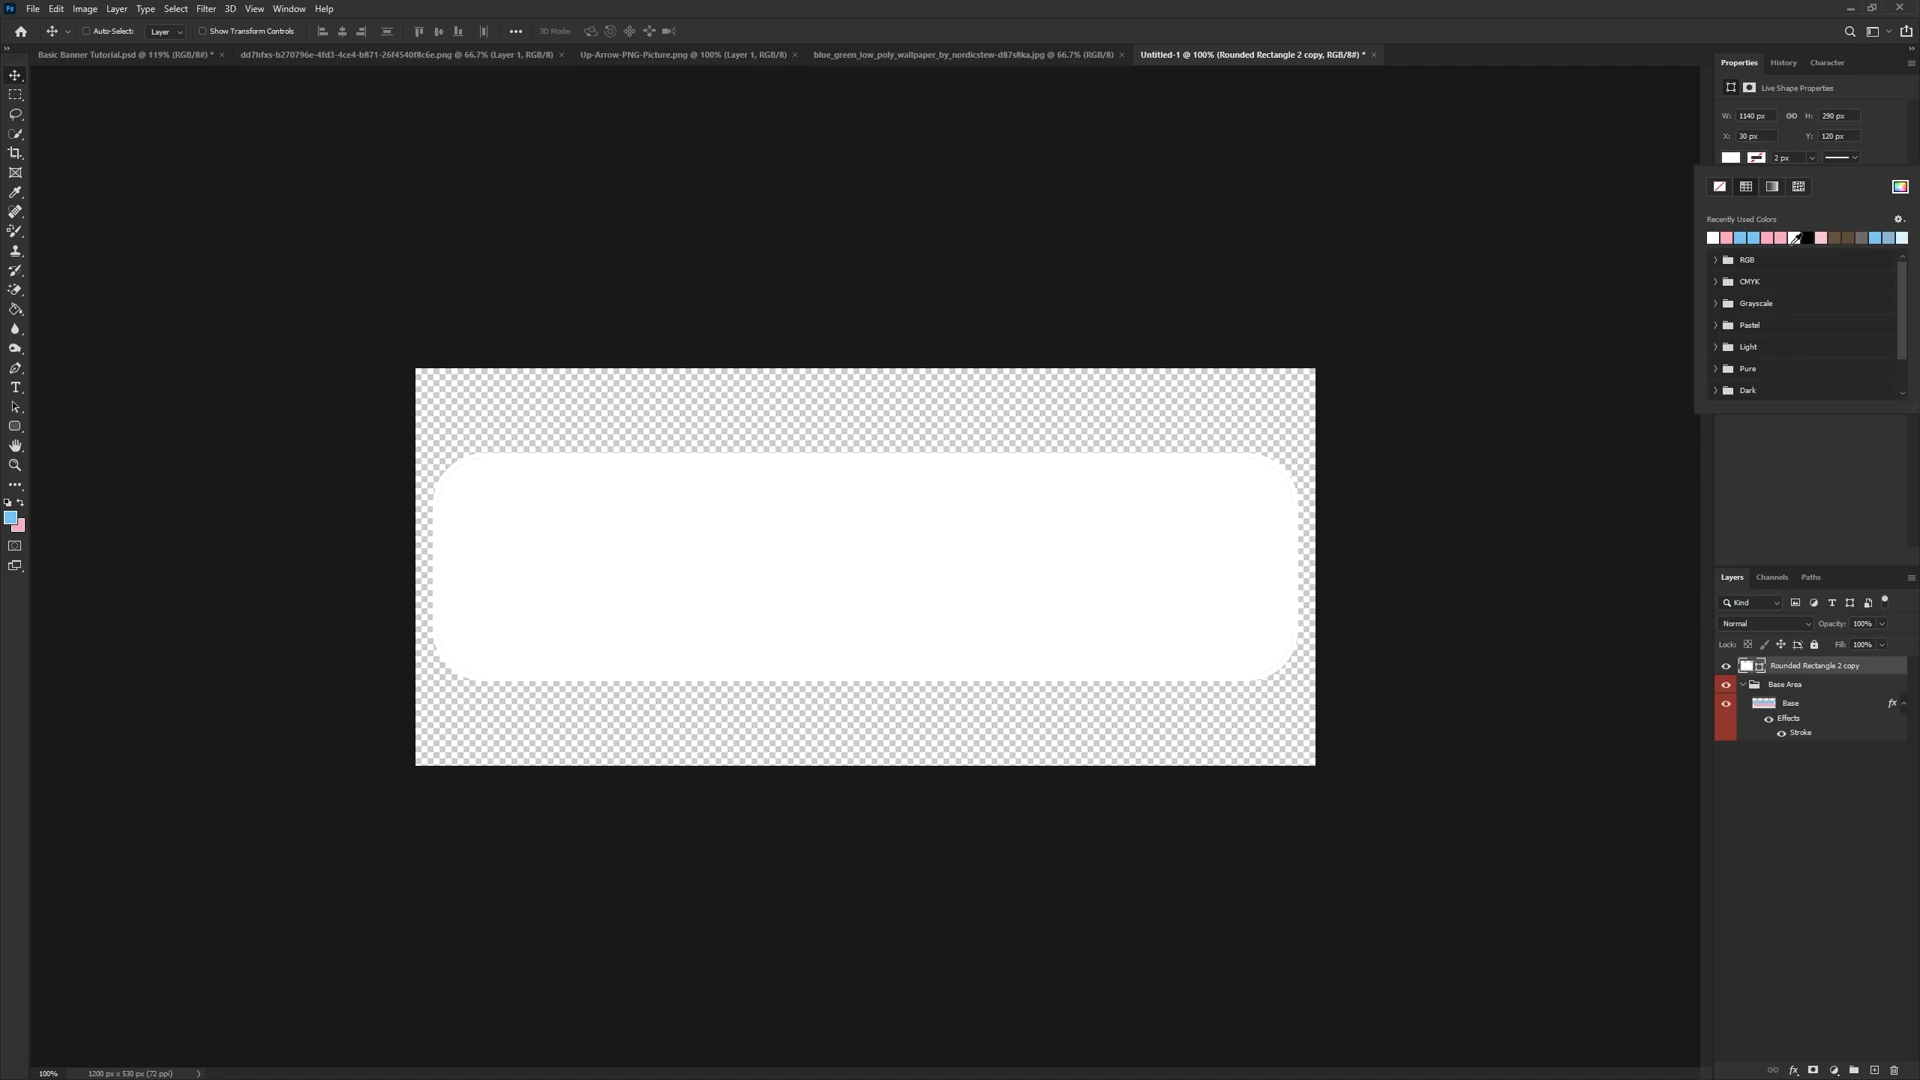 Ps File Edit Image Layer Type Select Filter 3D View Window Help
Auto-Select: Layer Show Transform Controls 3D Mode:
Basic Banner Tutorial.psd @ 119% (RGB/8#) * dd7hfxs-b270796e-4fd3-4ce4-b871-26f4540f8c6e.png @ 66.7% (Layer 1, RGB/8) Up-Arrow-PNG-Picture.png @ 100% (Layer 1, RGB/8) blue_green_low_poly_wallpaper_by_nordicstew-d87s8ka.jpg @ 66.7% (RGB/8) Untitled-1 @ 100% (Rounded Rectangle 2 copy, RGB/8#) *
Properties History Character
Live Shape Properties
W: 1140 px H: 290 px
X: 30 px Y: 120 px
2 px
Recently Used Colors
RGB
CMYK
Grayscale
Pastel
Light
Pure
Dark
Layers Channels Paths
Kind
Normal Opacity: 100%
Lock: Fill: 100%
Rounded Rectangle 2 copy
Base Area
Base fx
Effects
Stroke
100% 1200 px x 530 px (72 ppi)
fx